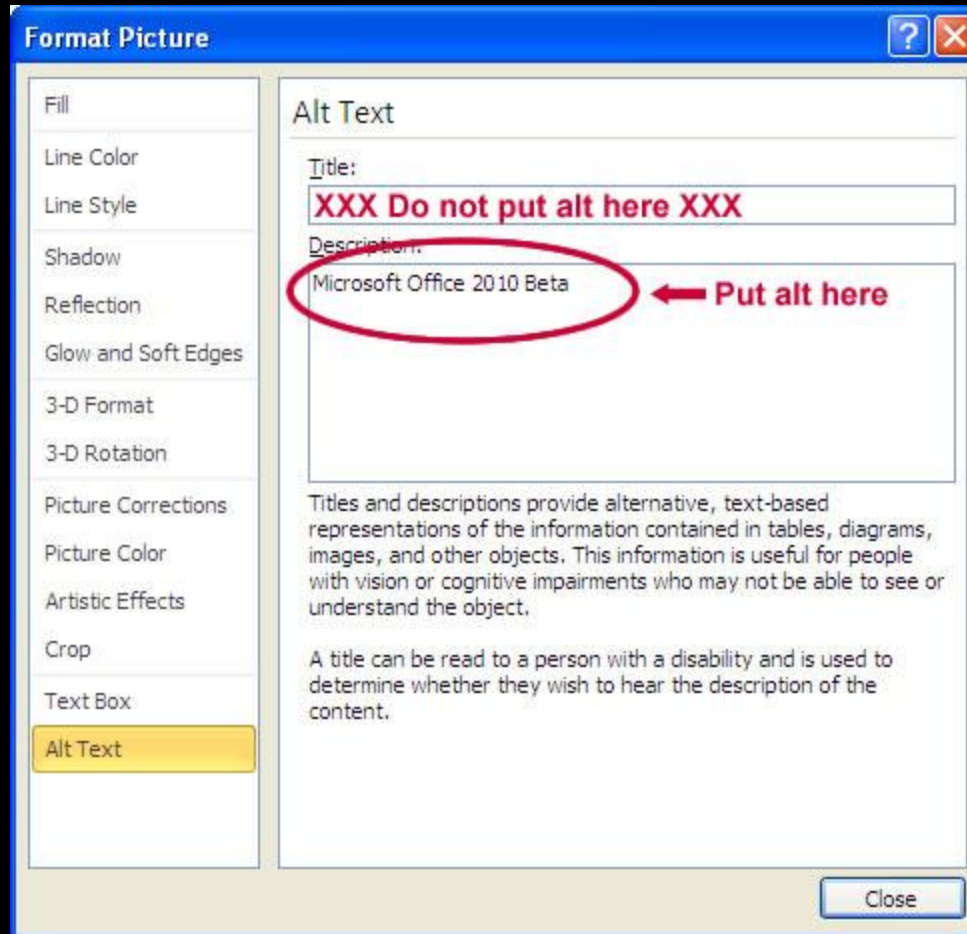 Format Picture
?
Fill
Line Color
Line Style
Shadow
Reflection
Glow and Soft Edges
3-D Format
3-D Rotation
Picture Corrections
Picture Color
Artistic Effects
Crop
Text Box
Alt Text
Alt Text
Title:
XXX Do not put alt here XXX
Description:
Microsoft Office 2010 Beta
Put alt here
Titles and descriptions provide alternative, text-based
representations of the information contained in tables, diagrams,
images, and other objects. This information is useful for people
with vision or cognitive impairments who may not be able to see or
understand the object.
A title can be read to a person with a disability and is used to
determine whether they wish to hear the description of the
content.
Close